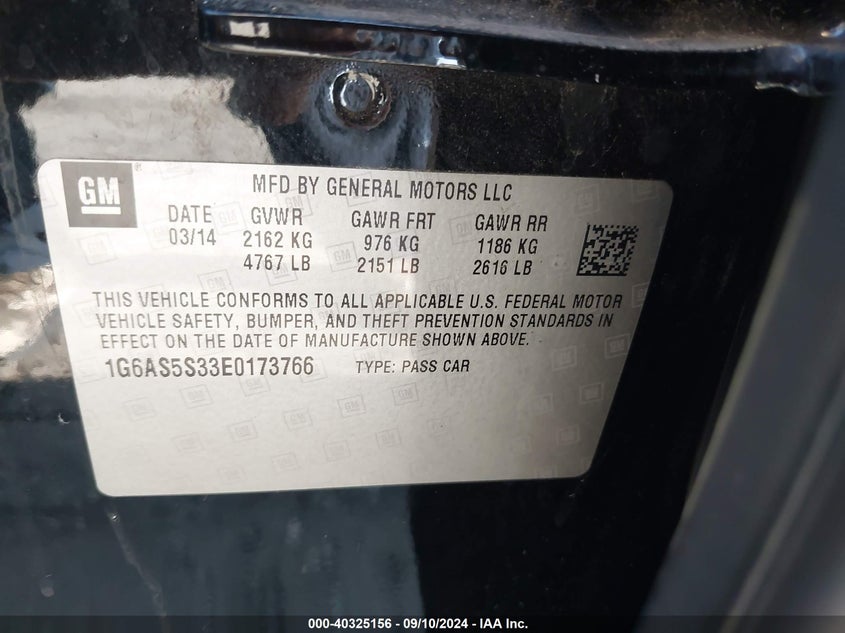 GM
MFD BY GENERAL MOTORS LLC
DATE GVWR GAWR FRT GAWR RR
03/14 2162 KG 976 KG 1186 KG
4767 LB 2151 LB 2616 LB
THIS VEHICLE CONFORMS TO ALL APPLICABLE U.S. FEDERAL MOTOR
VEHICLE SAFETY, BUMPER, AND THEFT PREVENTION STANDARDS IN
EFFECT ON THE DATE OF MANUFACTURE SHOWN ABOVE.
1G6AS5S33E0173766 TYPE: PASS CAR
000-40325156 - 09/10/2024 - IAA Inc.